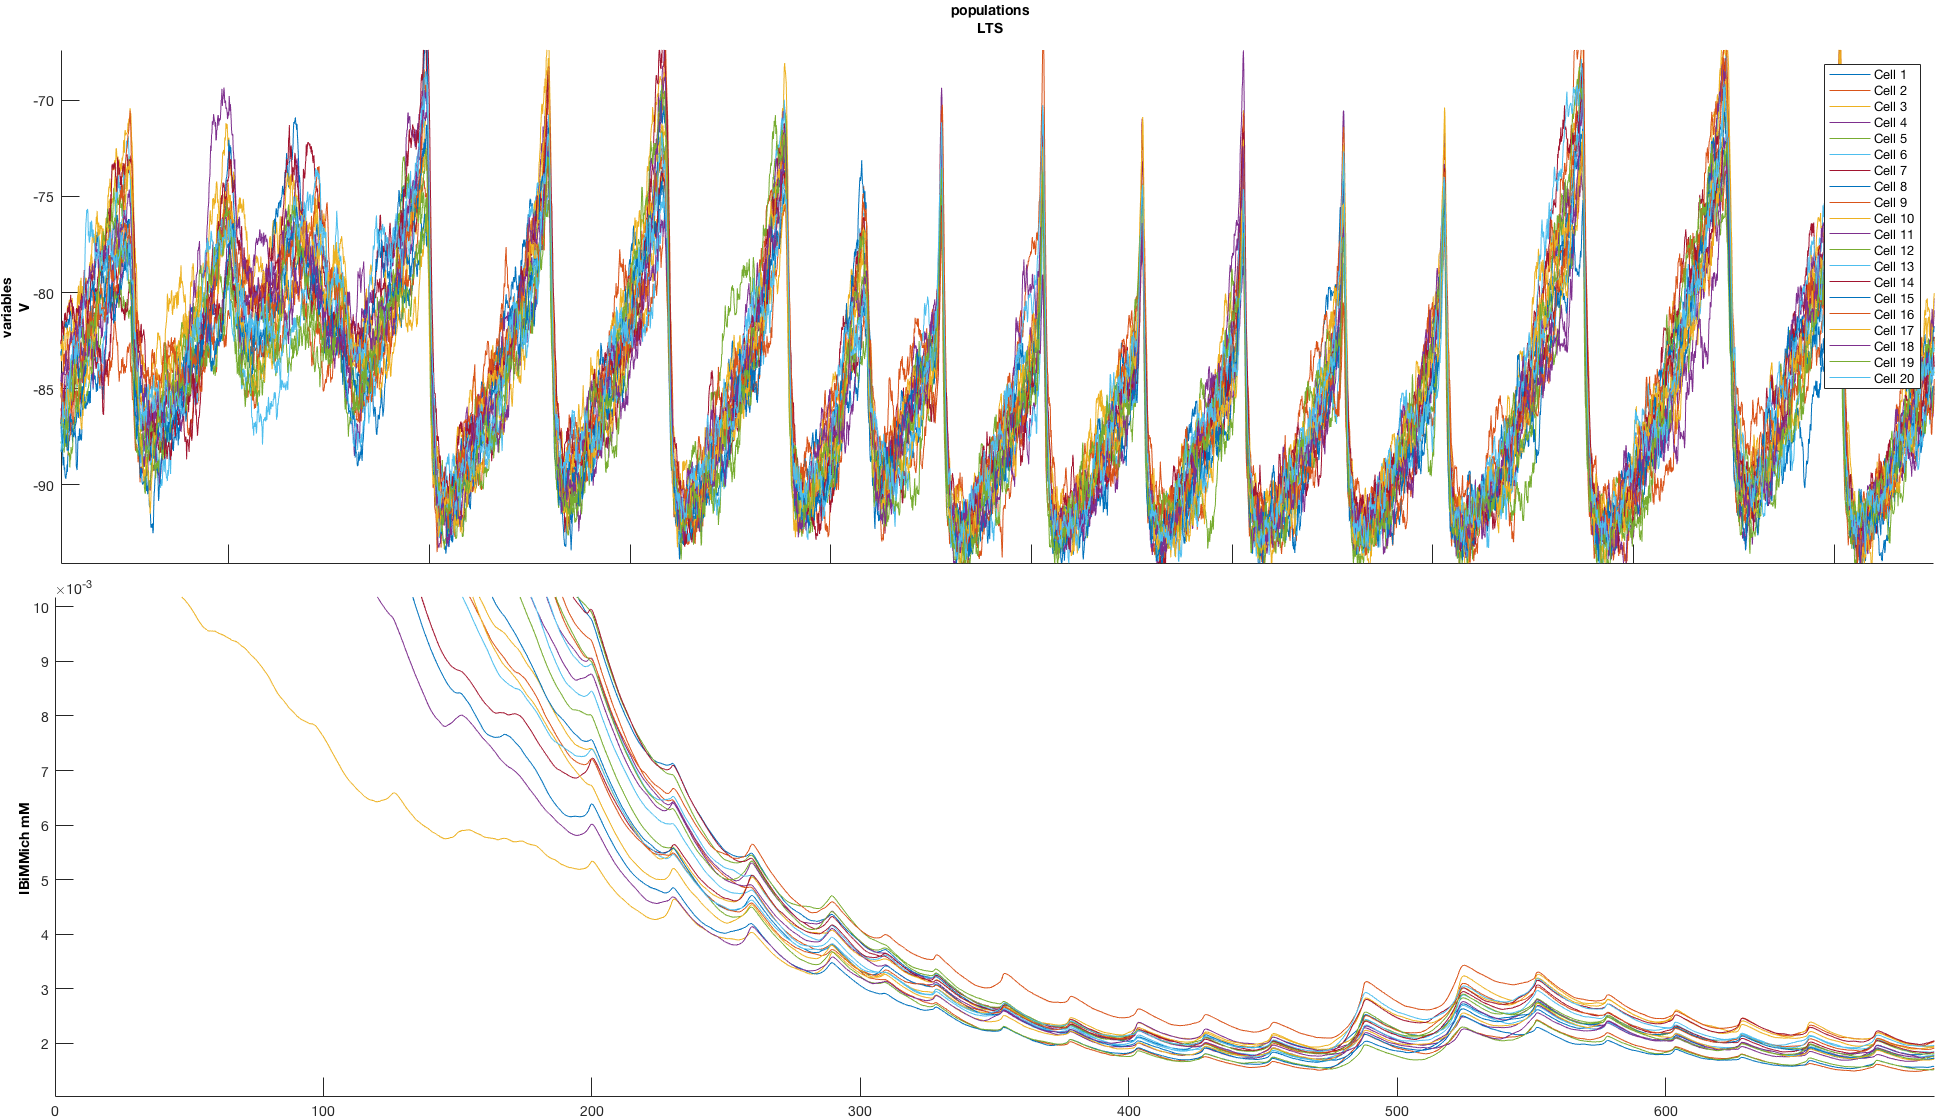 populations
LTS
variables
V
-70
-75
-80
-85
-90
Cell 1
Cell 2
Cell 3
Cell 4
Cell 5
Cell 6
Cell 7
Cell 8
Cell 9
Cell 10
Cell 11
Cell 12
Cell 13
Cell 14
Cell 15
Cell 16
Cell 17
Cell 18
Cell 19
Cell 20
×10⁻³
IBiMMich mM
10
9
8
7
6
5
4
3
2
0 100 200 300 400 500 600